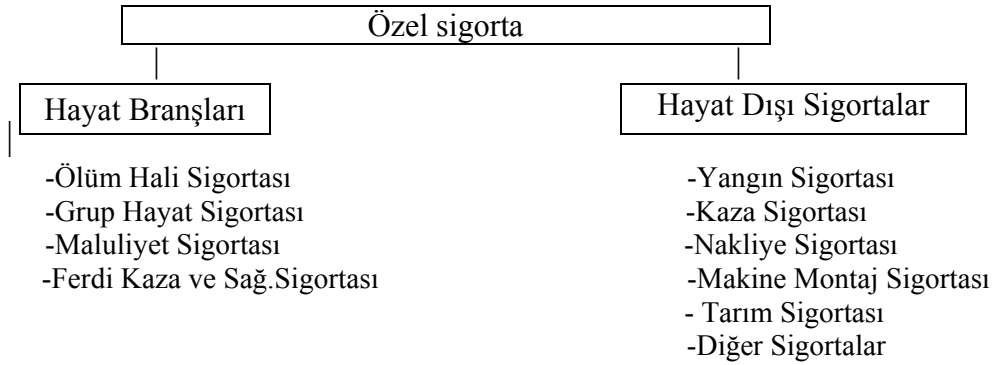 Özel sigorta
Hayat Branşları
-Ölüm Hali Sigortası
-Grup Hayat Sigortası
-Maluliyet Sigortası
-Ferdi Kaza ve Sağ.Sigortası
Hayat Dışı Sigortalar
-Yangın Sigortası
-Kaza Sigortası
-Nakliye Sigortası
-Makine Montaj Sigortası
- Tarım Sigortası
-Diğer Sigortalar